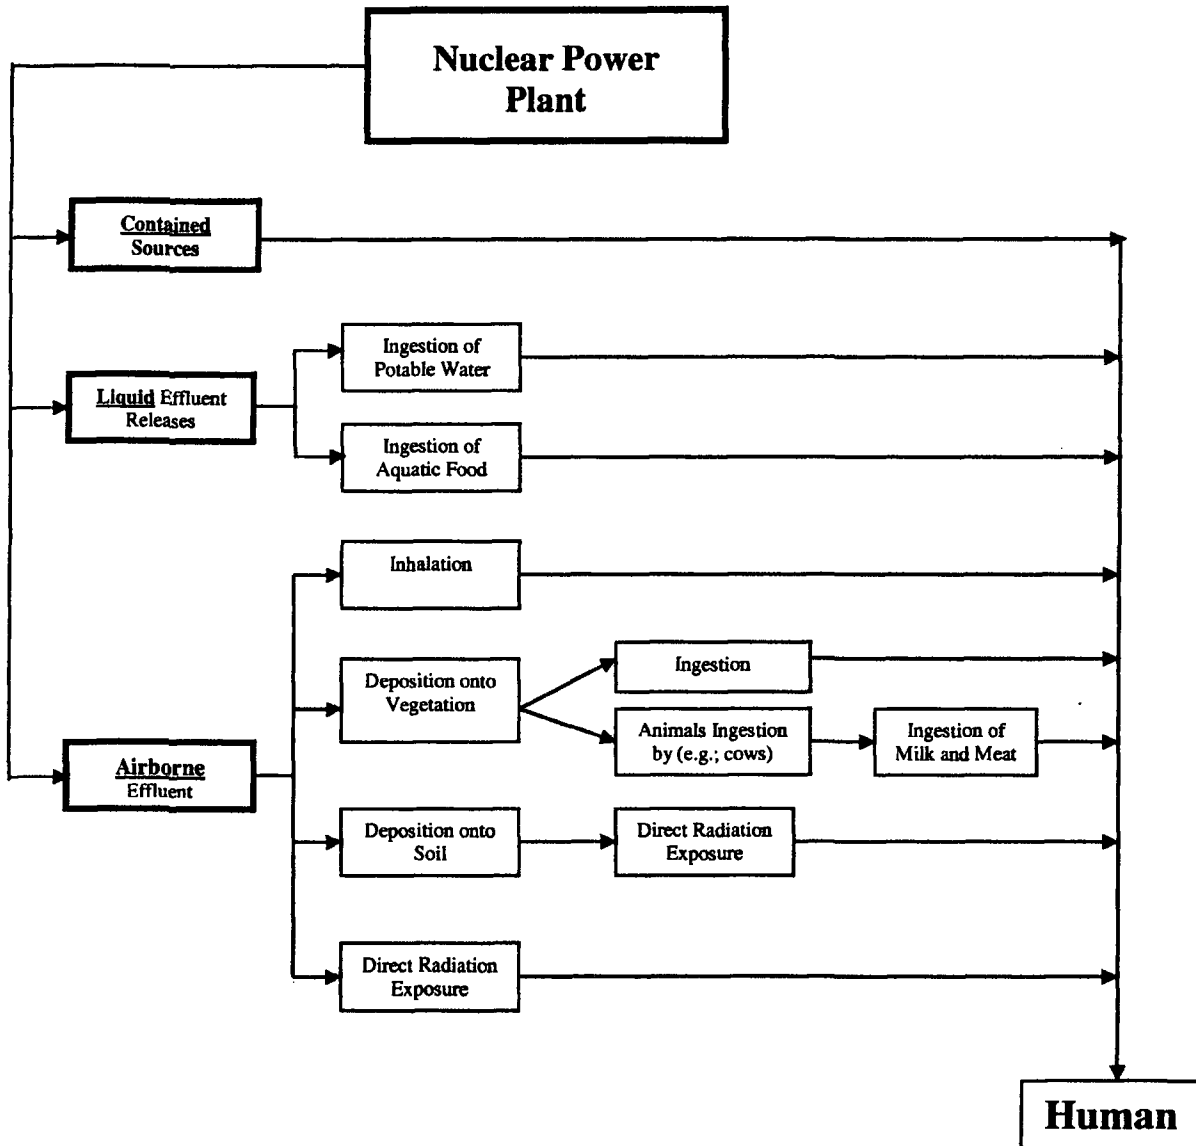 Nuclear Power
Plant
Contained
Sources
Ingestion of
Potable Water
Liquid Effluent
Releases
Ingestion of
Aquatic Food
Inhalation
Deposition onto
Vegetation
Ingestion
Animals Ingestion
by (e.g.; cows)
Ingestion of
Milk and Meat
Airborne
Effluent
Deposition onto
Soil
Direct Radiation
Exposure
Direct Radiation
Exposure
Human